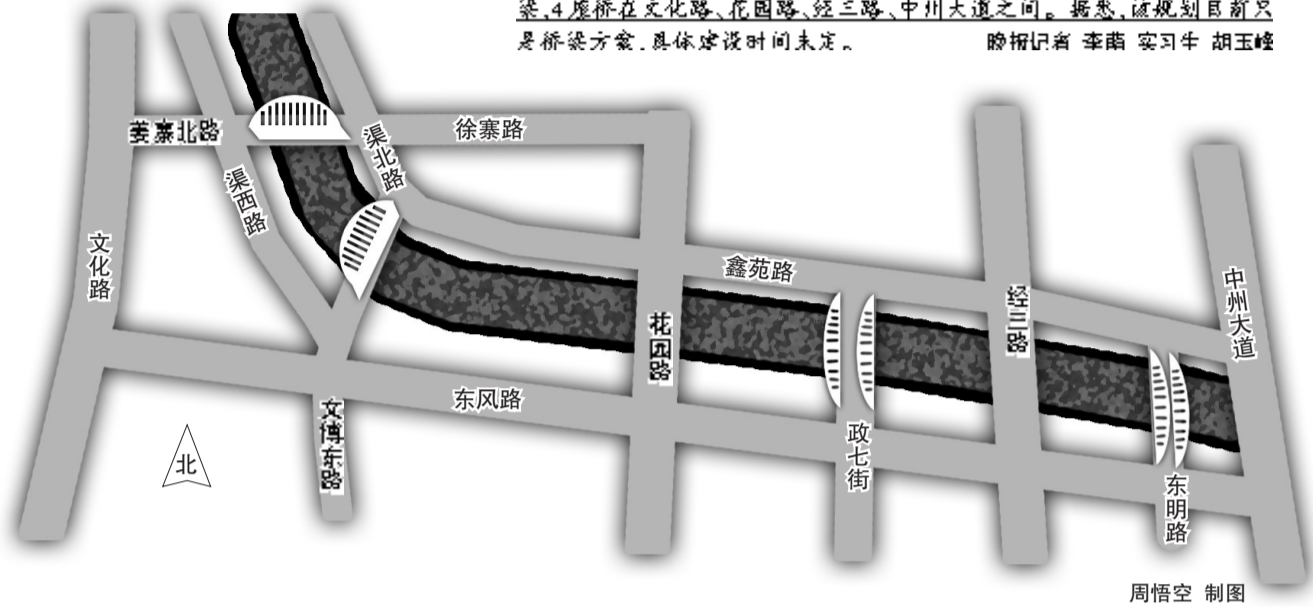 梁,4座桥在文化路、花园路、经三路、中州大道之间。据悉,该规划目前只
是桥梁方案,具体建设时间未定。
晚报记者 李萌 实习生 胡玉峰
姜寨北路
徐寨路
渠北路
渠西路
文化路
鑫苑路
中州大道
经三路
花园路
东风路
文博东路
政七街
东明路
北
周悟空 制图